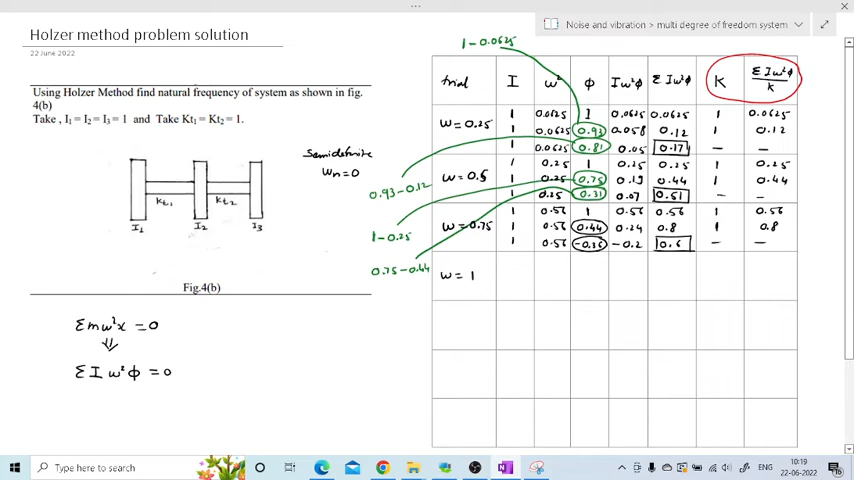 Noise and vibration > multi degree of freedom system
Holzer method problem solution
22 June 2022
Using Holzer Method find natural frequency of system as shown in fig.
4(b)
Take , I₁ = I₂ = I₃ = 1 and Take Kt₁ = Kt₂ = 1.
Semidefinite
Wn = 0
Kt₁ Kt₂
I₁ I₂ I₃
Fig.4(b)
Σmω²x = 0
⇓
ΣIω²ϕ = 0
1-0.0625
0.93-0.12
1-0.25
0.75-0.44
trial I ω² ϕ Iω²ϕ ΣIω²ϕ K ΣIω²ϕ/K
1 0.0625 1 0.0625 0.0625 1 0.0625
W = 0.25 1 0.0625 0.93 0.058 0.12 1 0.12
1 0.0625 0.81 0.05 0.17 — —
1 0.25 1 0.25 0.25 1 0.25
W = 0.5 1 0.25 0.75 0.19 0.44 1 0.44
1 0.25 0.31 0.07 0.51 - -
1 0.56 1 0.56 0.56 1 0.56
W = 0.75 1 0.56 0.44 0.24 0.8 1 0.8
1 0.56 -0.36 -0.2 0.6 — —
W = 1
Type here to search
ENG
10:19
22-06-2022